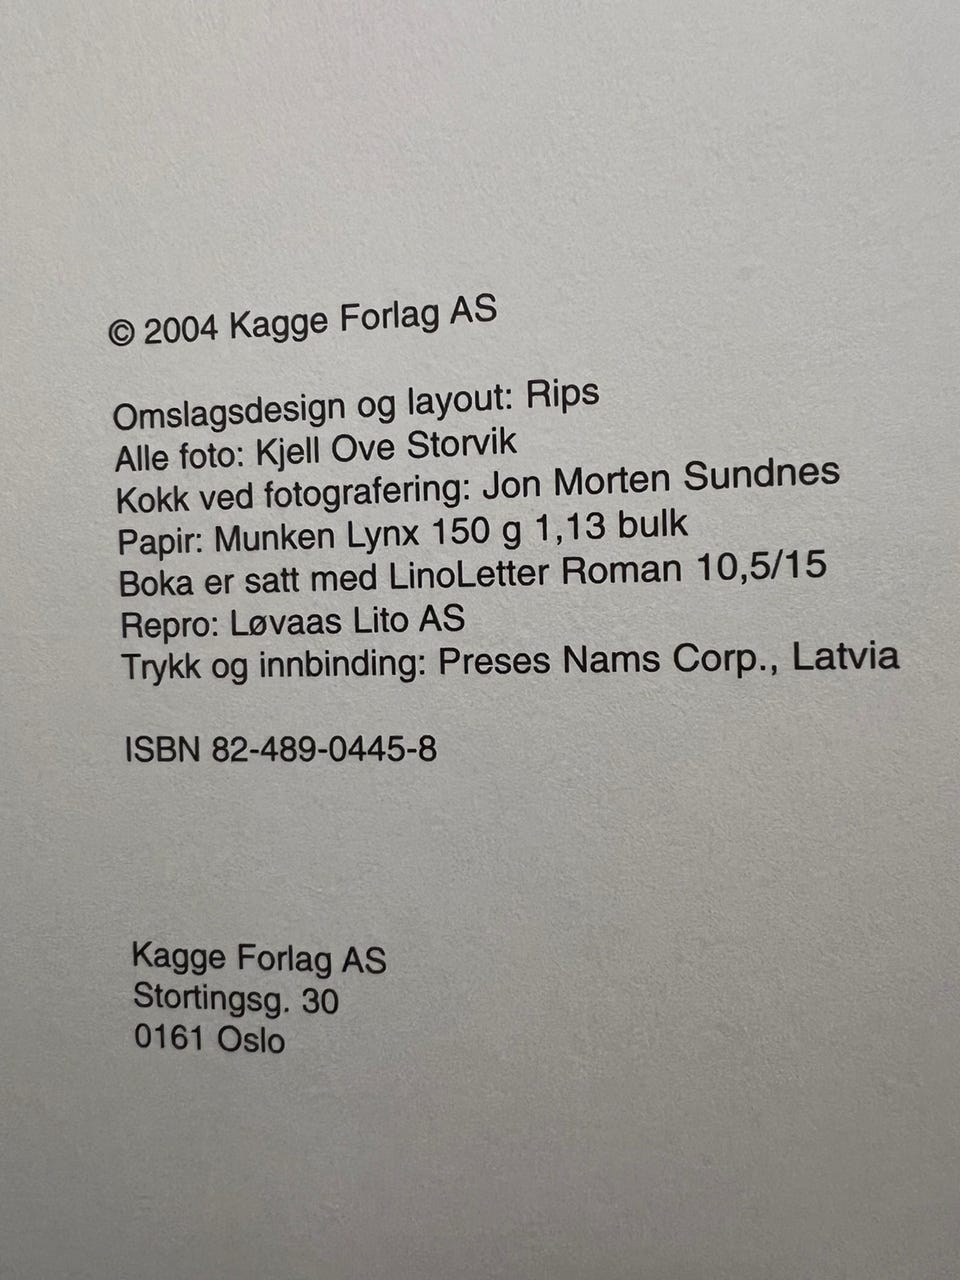 © 2004 Kagge Forlag AS
Omslagsdesign og layout: Rips
Alle foto: Kjell Ove Storvik
Kokk ved fotografering: Jon Morten Sundnes
Papir: Munken Lynx 150 g 1,13 bulk
Boka er satt med LinoLetter Roman 10,5/15
Repro: Løvaas Lito AS
Trykk og innbinding: Preses Nams Corp., Latvia
ISBN 82-489-0445-8
Kagge Forlag AS
Stortingsg. 30
0161 Oslo